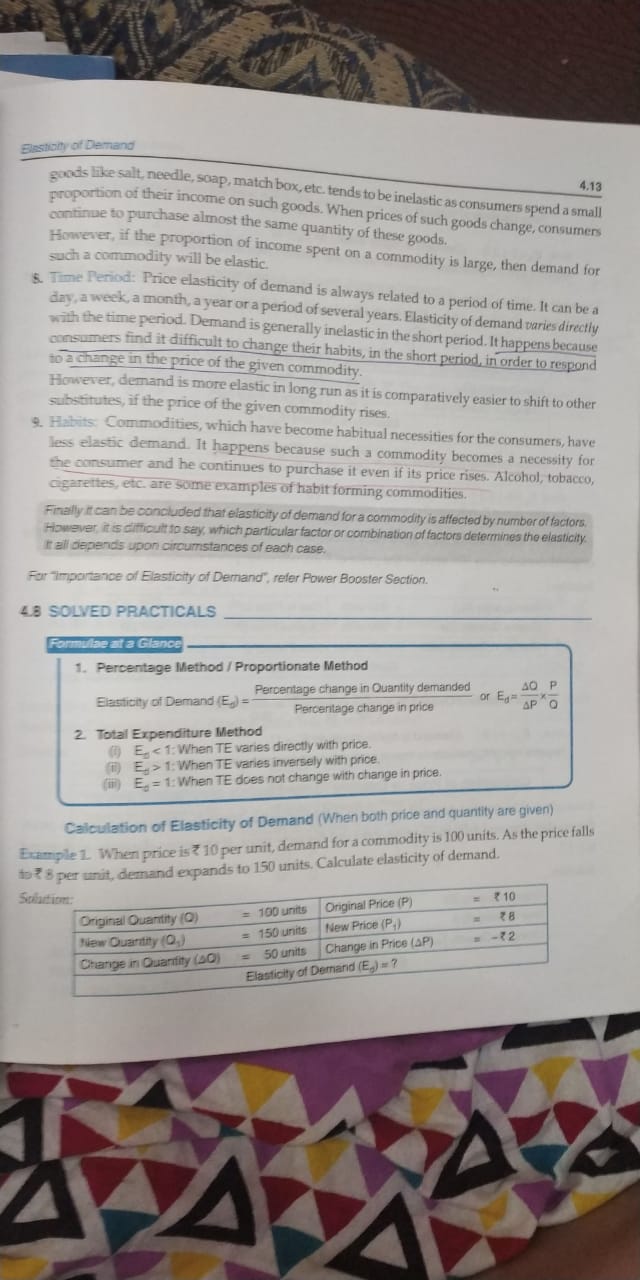 Elasticity of Demand
4.13
goods like salt, needle, soap, match box, etc. tends to be inelastic as consumers spend a small
proportion of their income on such goods. When prices of such goods change, consumers
continue to purchase almost the same quantity of these goods.
However, if the proportion of income spent on a commodity is large, then demand for
such a commodity will be elastic.
8. Time Period: Price elasticity of demand is always related to a period of time. It can be a
day, a week, a month, a year or a period of several years. Elasticity of demand varies directly
with the time period. Demand is generally inelastic in the short period. It happens because
consumers find it difficult to change their habits, in the short period, in order to respond
to a change in the price of the given commodity.
However, demand is more elastic in long run as it is comparatively easier to shift to other
substitutes, if the price of the given commodity rises.
9. Habits: Commodities, which have become habitual necessities for the consumers, have
less elastic demand. It happens because such a commodity becomes a necessity for
the consumer and he continues to purchase it even if its price rises. Alcohol, tobacco,
cigarettes, etc. are some examples of habit forming commodities.
Finally it can be concluded that elasticity of demand for a commodity is affected by number of factors.
However, it is difficult to say, which particular factor or combination of factors determines the elasticity.
It all depends upon circumstances of each case.
For "Importance of Elasticity of Demand", refer Power Booster Section.
4.8 SOLVED PRACTICALS
Formulae at a Glance
1. Percentage Method / Proportionate Method
Elasticity of Demand (Ed) = Percentage change in Quantity demanded / Percentage change in price or Ed = ΔQ/ΔP × P/Q
2. Total Expenditure Method
(i) Ed < 1: When TE varies directly with price.
(ii) Ed > 1: When TE varies inversely with price.
(iii) Ed = 1: When TE does not change with change in price.
Calculation of Elasticity of Demand (When both price and quantity are given)
Example 1. When price is ₹ 10 per unit, demand for a commodity is 100 units. As the price falls
to ₹ 8 per unit, demand expands to 150 units. Calculate elasticity of demand.
Solution:
Original Quantity (Q) = 100 units Original Price (P) = ₹ 10
New Quantity (Q1) = 150 units New Price (P1) = ₹ 8
Change in Quantity (ΔQ) = 50 units Change in Price (ΔP) = -₹ 2
Elasticity of Demand (Ed) = ?